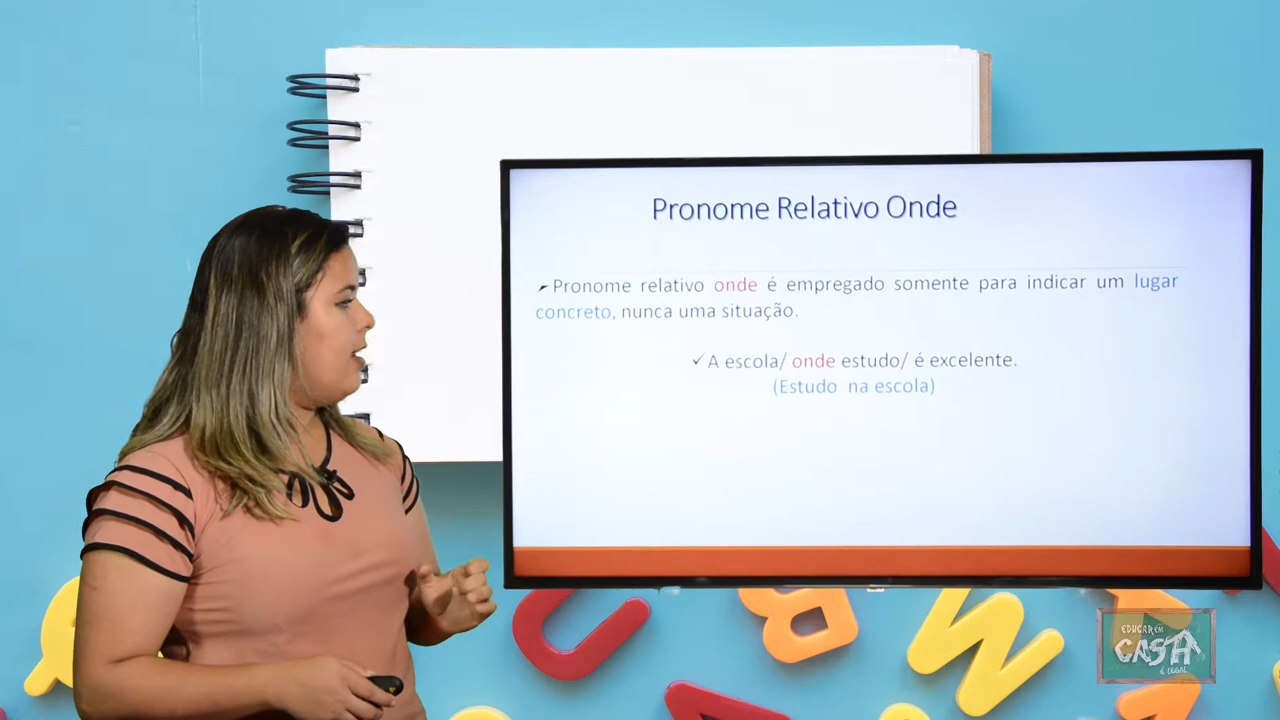 Pronome Relativo Onde
Pronome relativo onde é empregado somente para indicar um lugar
concreto, nunca uma situação.
✓A escola/ onde estudo/ é excelente.
(Estudo na escola)
EDUCAR EM
CASA
É LEGAL